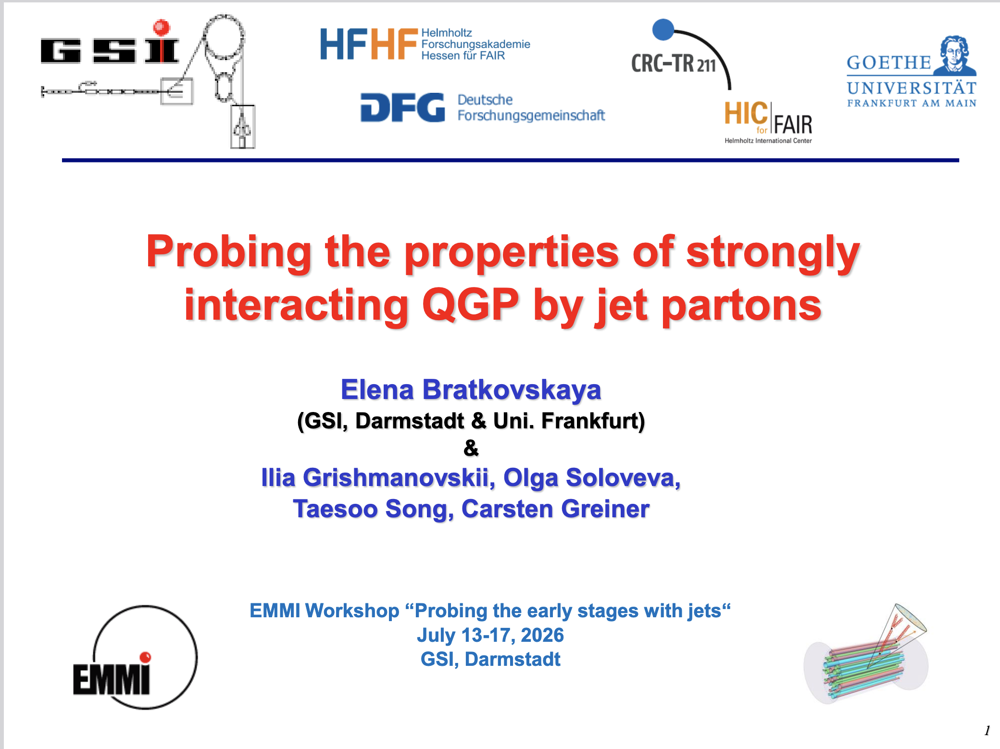 GSI
HFHF
Helmholtz
Forschungsakademie
Hessen für FAIR
DFG
Deutsche
Forschungsgemeinschaft
CRC-TR 211
HIC for FAIR
Helmholtz International Center
GOETHE
UNIVERSITÄT
FRANKFURT AM MAIN
Probing the properties of strongly
interacting QGP by jet partons
Elena Bratkovskaya
(GSI, Darmstadt & Uni. Frankfurt)
&
Ilia Grishmanovskii, Olga Soloveva,
Taesoo Song, Carsten Greiner
EMMI Workshop “Probing the early stages with jets“
July 13-17, 2026
GSI, Darmstadt
EMMI
1